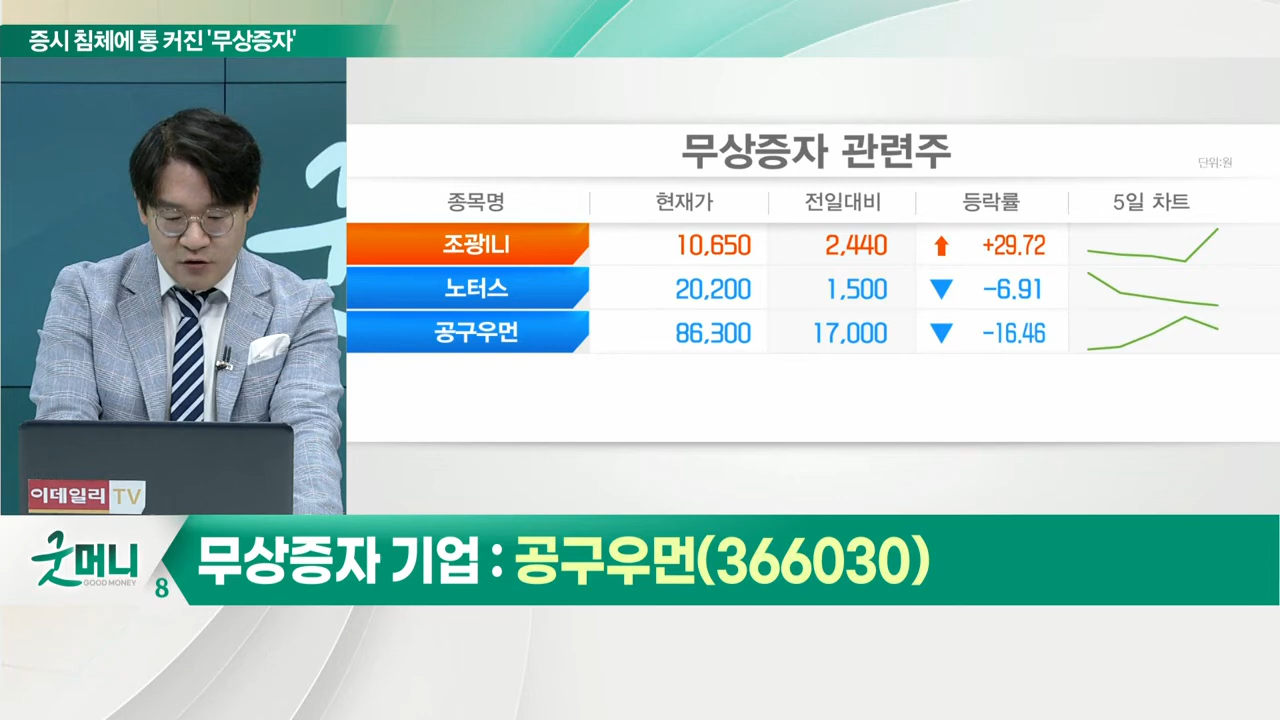 증시 침체에 통 커진 '무상증자'
무상증자 관련주
단위:원
종목명 현재가 전일대비 등락률 5일 차트
조광ILI 10,650 2,440 +29.72
노터스 20,200 1,500 -6.91
공구우먼 86,300 17,000 -16.46
이데일리 TV
굿머니 무상증자 기업 : 공구우먼(366030)
GOOD MONEY
8